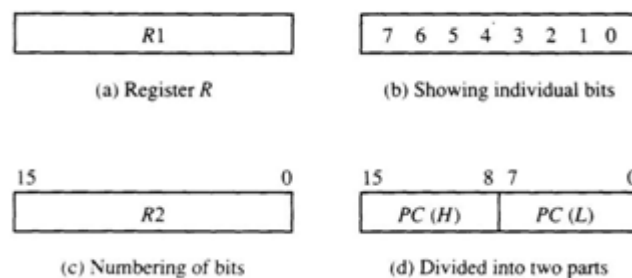 R1
7 6 5 4 3 2 1 0
(a) Register R
(b) Showing individual bits
15 0
15 8 7 0
R2
PC (H) PC (L)
(c) Numbering of bits
(d) Divided into two parts